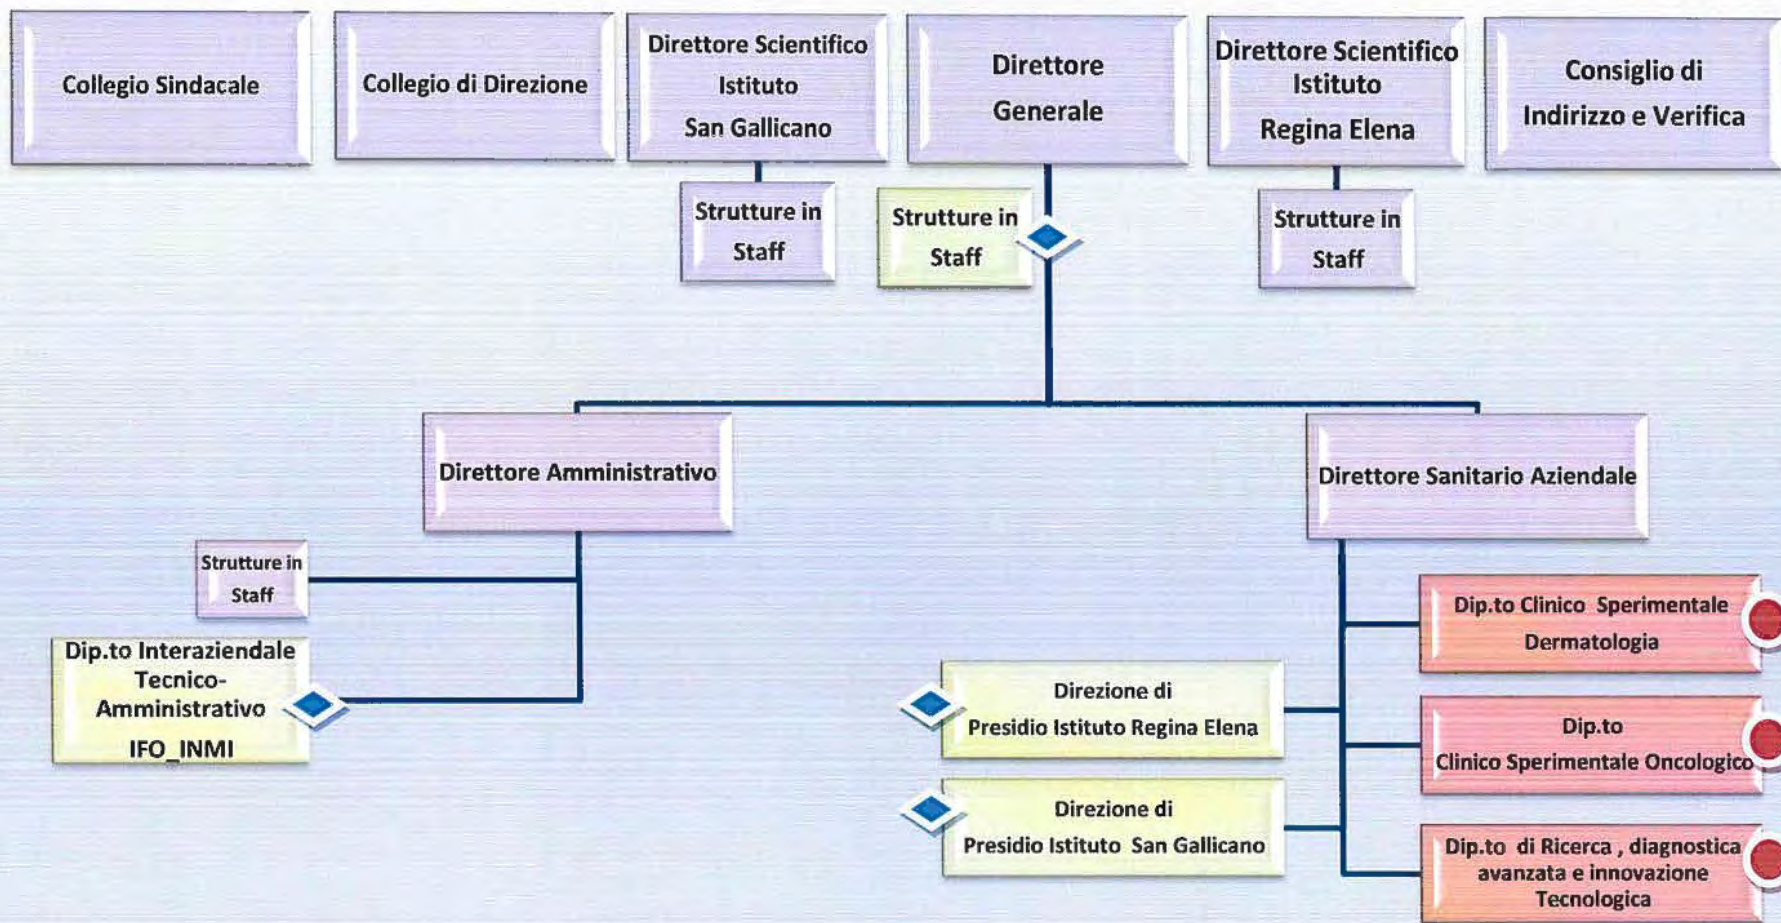 Collegio Sindacale
Collegio di Direzione
Direttore Scientifico
Istituto
San Gallicano
Direttore
Generale
Direttore Scientifico
Istituto
Regina Elena
Consiglio di
Indirizzo e Verifica
Strutture in
Staff
Strutture in
Staff
Strutture in
Staff
Direttore Amministrativo
Direttore Sanitario Aziendale
Strutture in
Staff
Dip.to Interaziendale
Tecnico-
Amministrativo
IFO_INMI
Direzione di
Presidio Istituto Regina Elena
Direzione di
Presidio Istituto San Gallicano
Dip.to Clinico Sperimentale
Dermatologia
Dip.to
Clinico Sperimentale Oncologico
Dip.to di Ricerca , diagnostica
avanzata e innovazione
Tecnologica